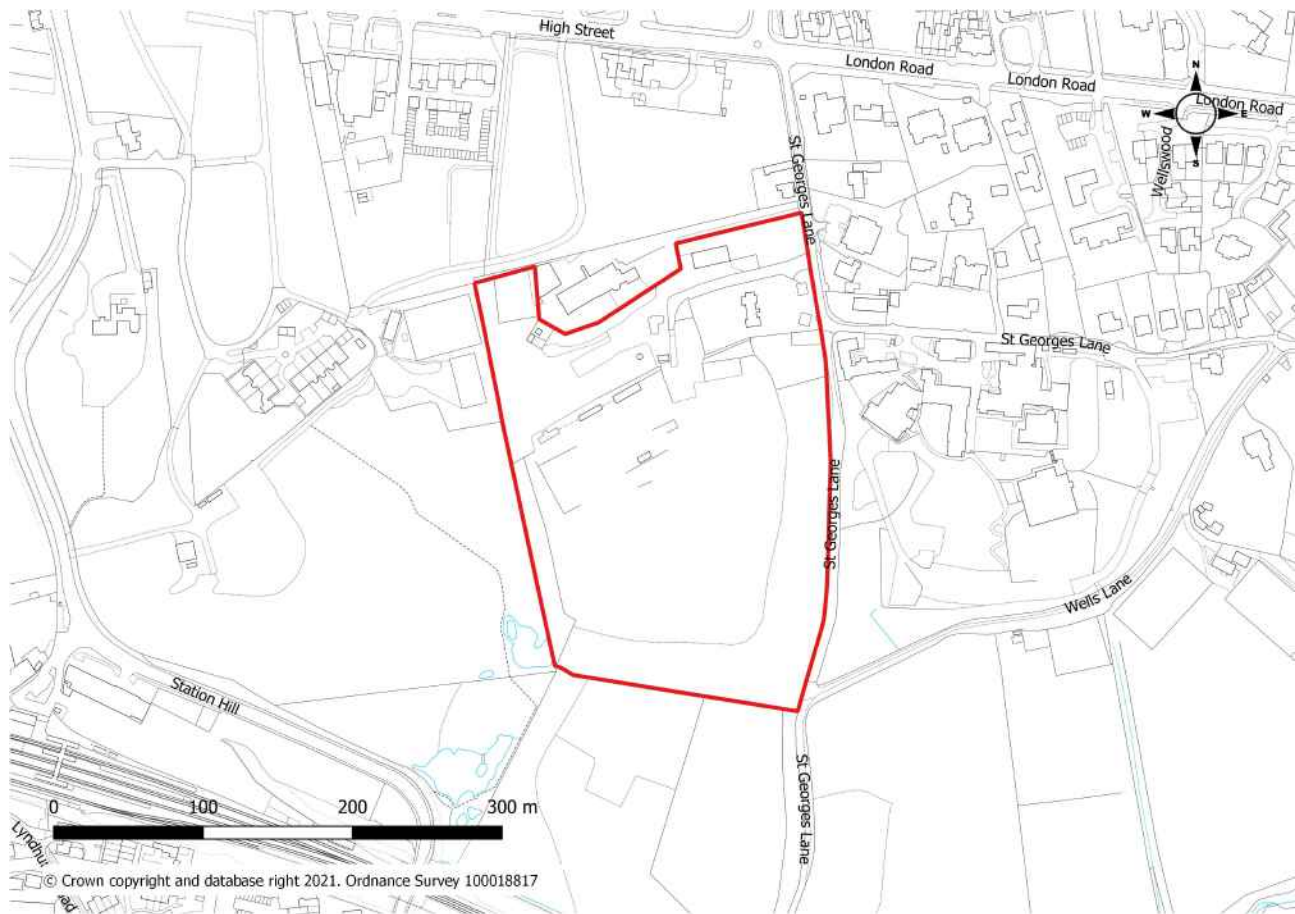 High Street
London Road
London Road
London Road
N
W
E
S
Wellswood
St Georges Lane
St Georges Lane
St Georges Lane
Wells Lane
Station Hill
St Georges Lane
0 100 200 300 m
© Crown copyright and database right 2021. Ordnance Survey 100018817